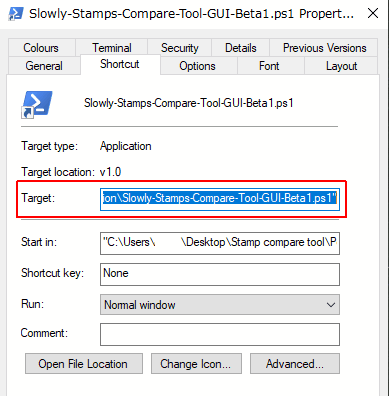 Slowly-Stamps-Compare-Tool-GUI-Beta1.ps1 Propert...
Colours Terminal Security Details Previous Versions
General Shortcut Options Font Layout
Slowly-Stamps-Compare-Tool-GUI-Beta1.ps1
Target type: Application
Target location: v1.0
Target: ion\Slowly-Stamps-Compare-Tool-GUI-Beta1.ps1"
Start in: "C:\Users\ \Desktop\Stamp compare tool\P
Shortcut key: None
Run: Normal window
Comment:
Open File Location Change Icon... Advanced...